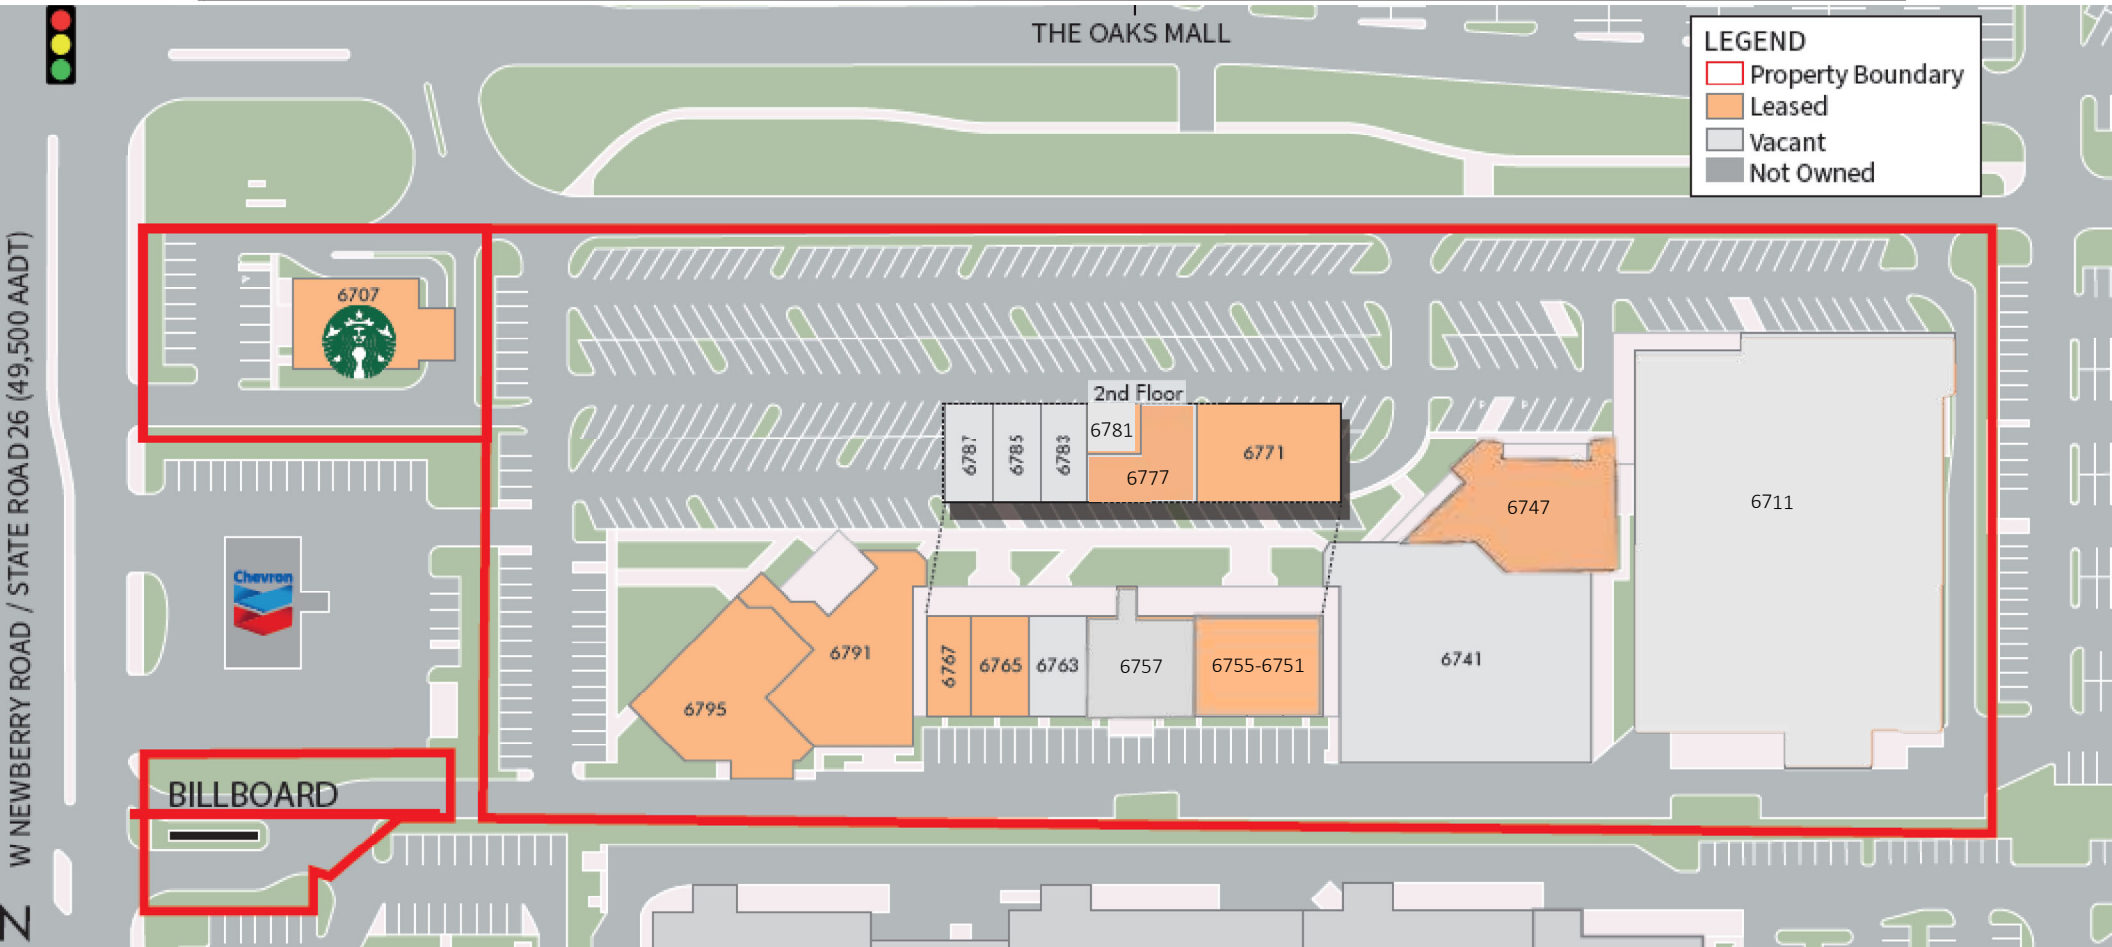 THE OAKS MALL
LEGEND
Property Boundary
Leased
Vacant
Not Owned
W NEWBERRY ROAD / STATE ROAD 26 (49,500 AADT)
6707
2nd Floor
6787
6785
6783
6781
6777
6771
6747
6711
Chevron
6795
6791
6767
6765
6763
6757
6755-6751
6741
BILLBOARD
N